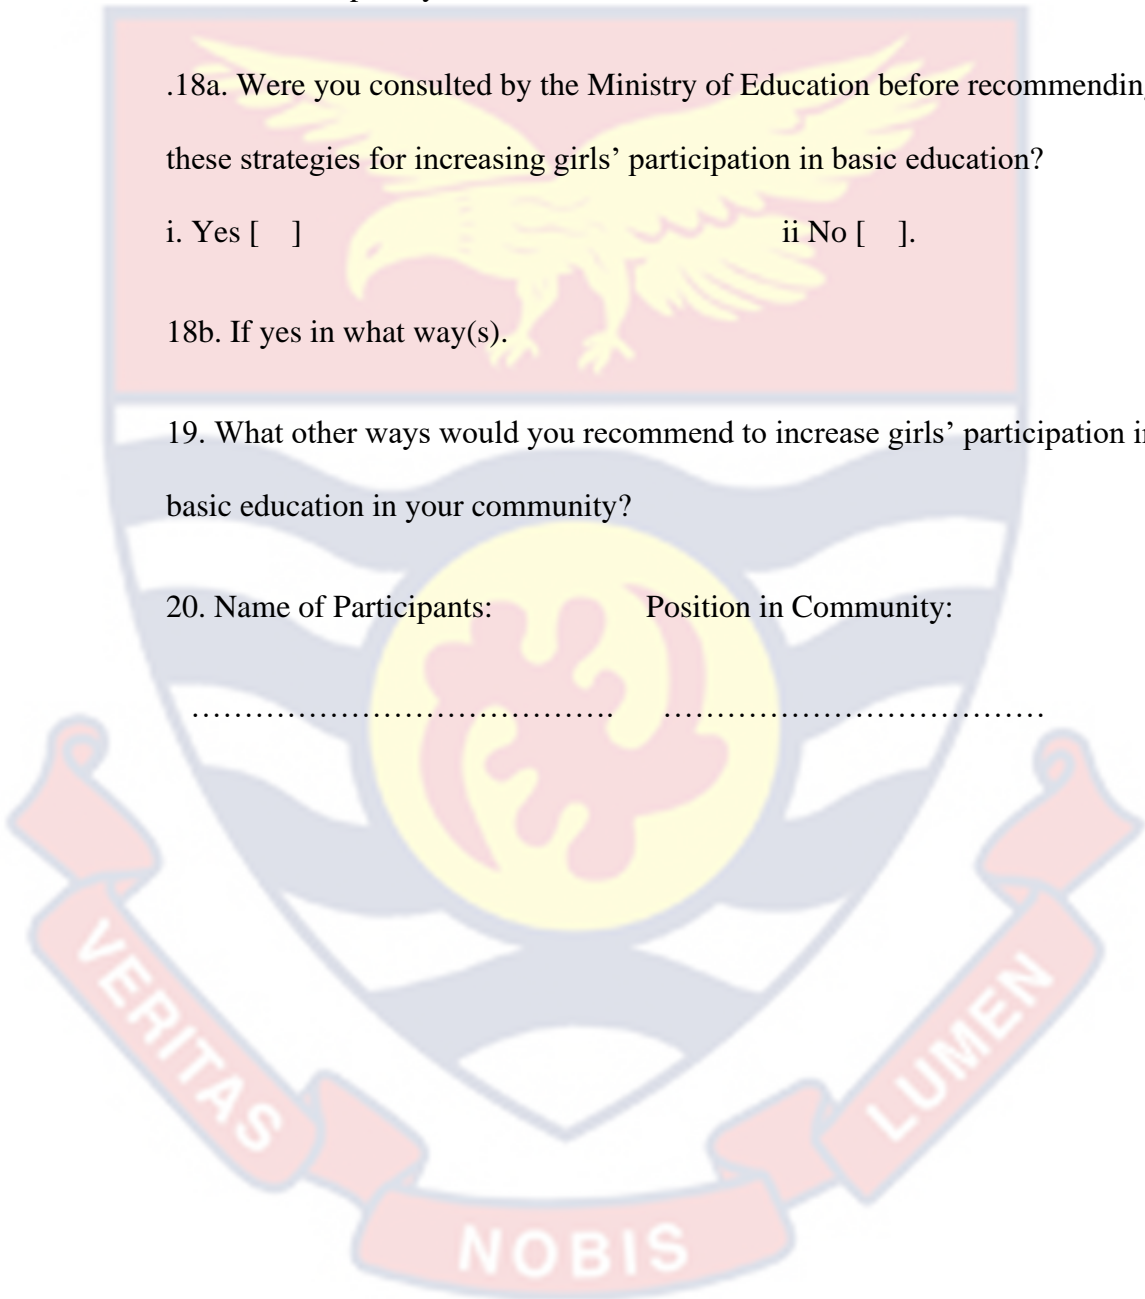 .18a. Were you consulted by the Ministry of Education before recommending
these strategies for increasing girls’ participation in basic education?
i. Yes [ ] ii No [ ].
18b. If yes in what way(s).
19. What other ways would you recommend to increase girls’ participation in
basic education in your community?
20. Name of Participants: Position in Community:
……………………………………. …………………………………
VERITAS
NOBIS
LUMEN